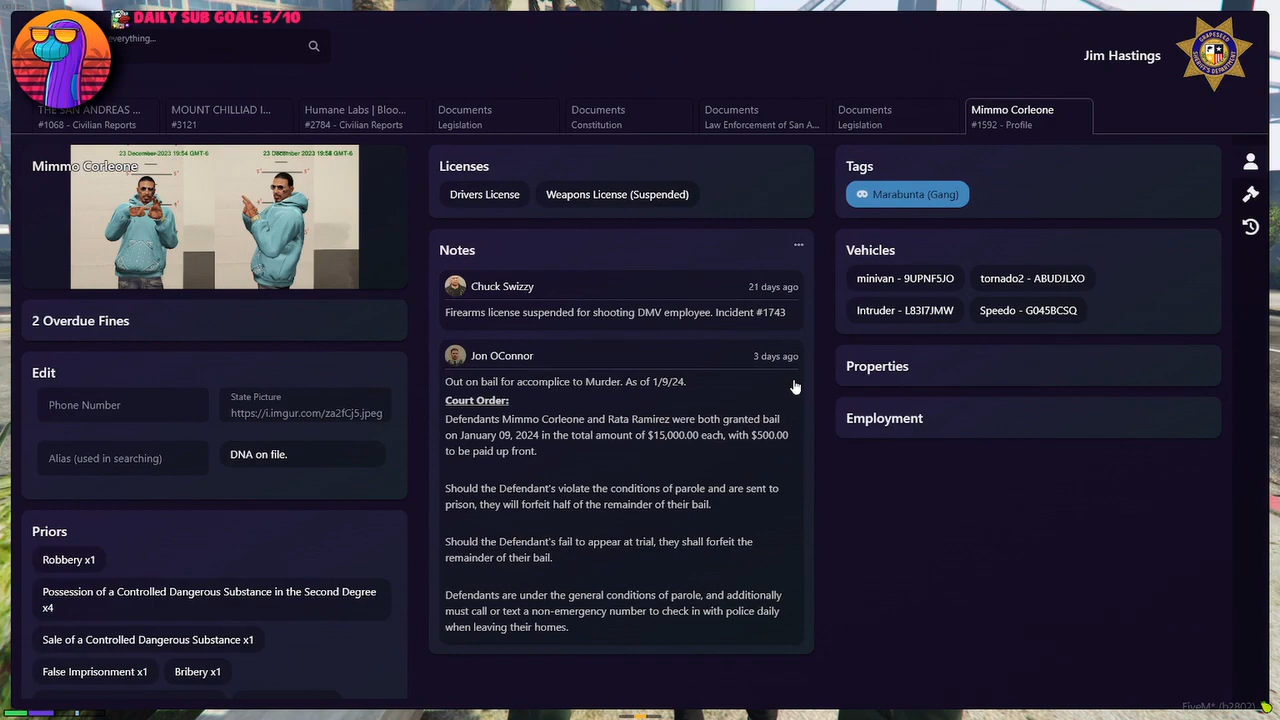 DAILY SUB GOAL: 5/10
everything...
Jim Hastings
GRAPESEED
THE SAN ANDREAS ...
#1068 - Civilian Reports
MOUNT CHILLIAD I...
#3121
Humane Labs | Bloo...
#2784 - Civilian Reports
Documents
Legislation
Documents
Constitution
Documents
Law Enforcement of San A...
Documents
Legislation
Mimmo Corleone
#1592 - Profile
Mimmo Corleone
23 December 2023 19:54 GMT-6
23 December 2023 19:58 GMT-6
2 Overdue Fines
Edit
Phone Number
State Picture
https://i.imgur.com/za2fCj5.jpeg
Alias (used in searching)
DNA on file.
Priors
Robbery x1
Possession of a Controlled Dangerous Substance in the Second Degree
x4
Sale of a Controlled Dangerous Substance x1
False Imprisonment x1
Bribery x1
Licenses
Drivers License
Weapons License (Suspended)
Notes
Chuck Swizzy
21 days ago
Firearms license suspended for shooting DMV employee. Incident #1743
Jon OConnor
3 days ago
Out on bail for accomplice to Murder. As of 1/9/24.
Court Order:
Defendants Mimmo Corleone and Rata Ramirez were both granted bail
on January 09, 2024 in the total amount of $15,000.00 each, with $500.00
to be paid up front.
Should the Defendant's violate the conditions of parole and are sent to
prison, they will forfeit half of the remainder of their bail.
Should the Defendant's fail to appear at trial, they shall forfeit the
remainder of their bail.
Defendants are under the general conditions of parole, and additionally
must call or text a non-emergency number to check in with police daily
when leaving their homes.
Tags
Marabunta (Gang)
Vehicles
minivan - 9UPNF5JO
tornado2 - ABUDJLXO
Intruder - L83I7JMW
Speedo - G045BCSQ
Properties
Employment
FiveM* (b2802)